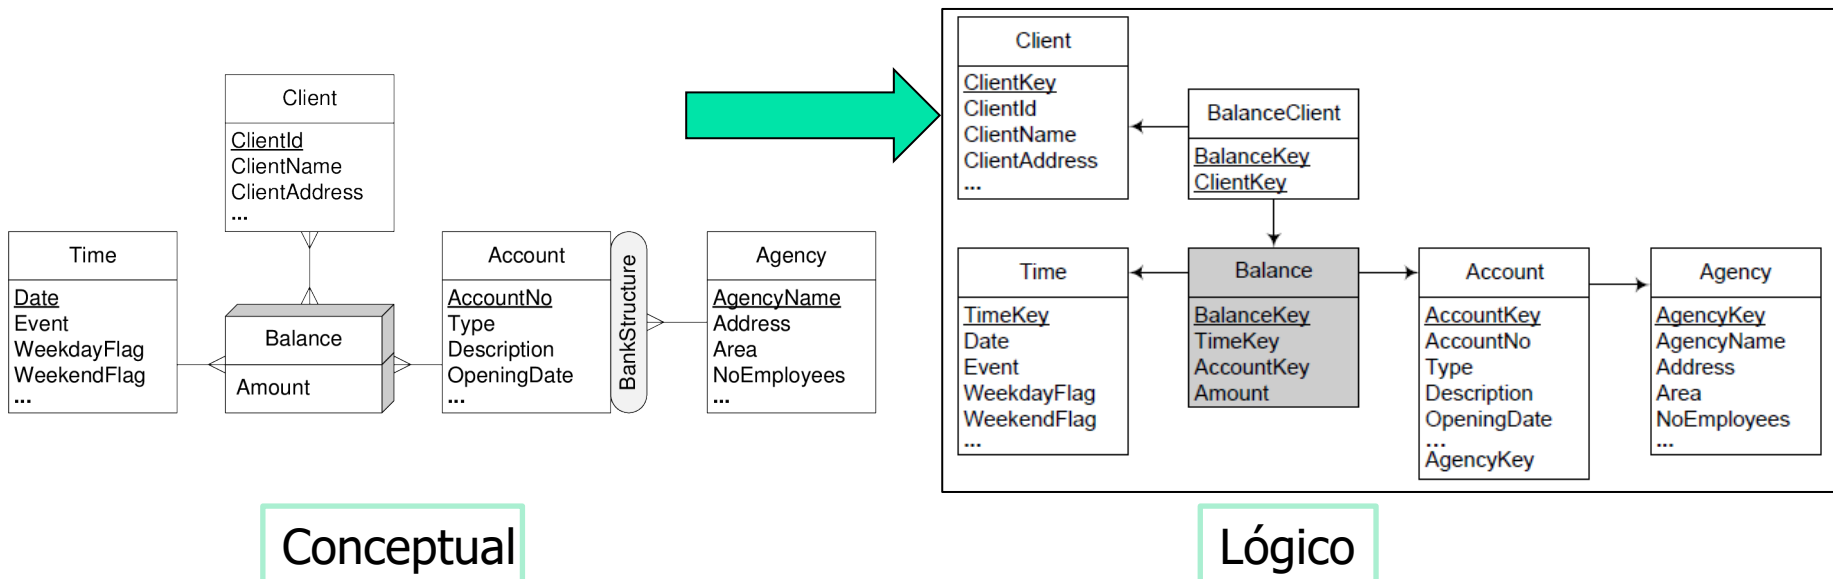 Client
ClientId
ClientName
ClientAddress
...
Time
Date
Event
WeekdayFlag
WeekendFlag
...
Balance
Amount
Account
AccountNo
Type
Description
OpeningDate
...
BankStructure
Agency
AgencyName
Address
Area
NoEmployees
...
Conceptual
Client
ClientKey
ClientId
ClientName
ClientAddress
...
BalanceClient
BalanceKey
ClientKey
Time
TimeKey
Date
Event
WeekdayFlag
WeekendFlag
...
Balance
BalanceKey
TimeKey
AccountKey
Amount
Account
AccountKey
AccountNo
Type
Description
OpeningDate
...
AgencyKey
Agency
AgencyKey
AgencyName
Address
Area
NoEmployees
...
Lógico